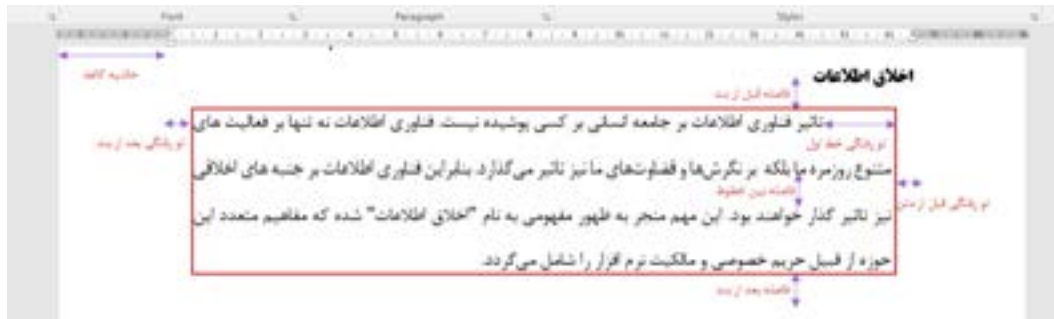 Font Paragraph Styles
حاشیه کاغذ
اخلاق اطلاعات
فاصله قبل از بند
تاثیر فناوری اطلاعات بر جامعه انسانی بر کسی پوشیده نیست. فناوری اطلاعات نه تنها بر فعالیت های
تو رفتگی خط اول
تو رفتگی بعد از بند
متنوع روزمره ما بلکه بر نگرش‌ها و قضاوت‌های ما نیز تاثیر می‌گذارد. بنابراین فناوری اطلاعات بر جنبه های اخلاقی
فاصله بین خطوط
تو رفتگی قبل از متن
نیز تاثیر گذار خواهند بود. این مهم منجر به ظهور مفهومی به نام "اخلاق اطلاعات" شده که مفاهیم متعدد این
حوزه از قبیل حریم خصوصی و مالکیت نرم افزار را شامل می‌گردد.
فاصله بعد از بند